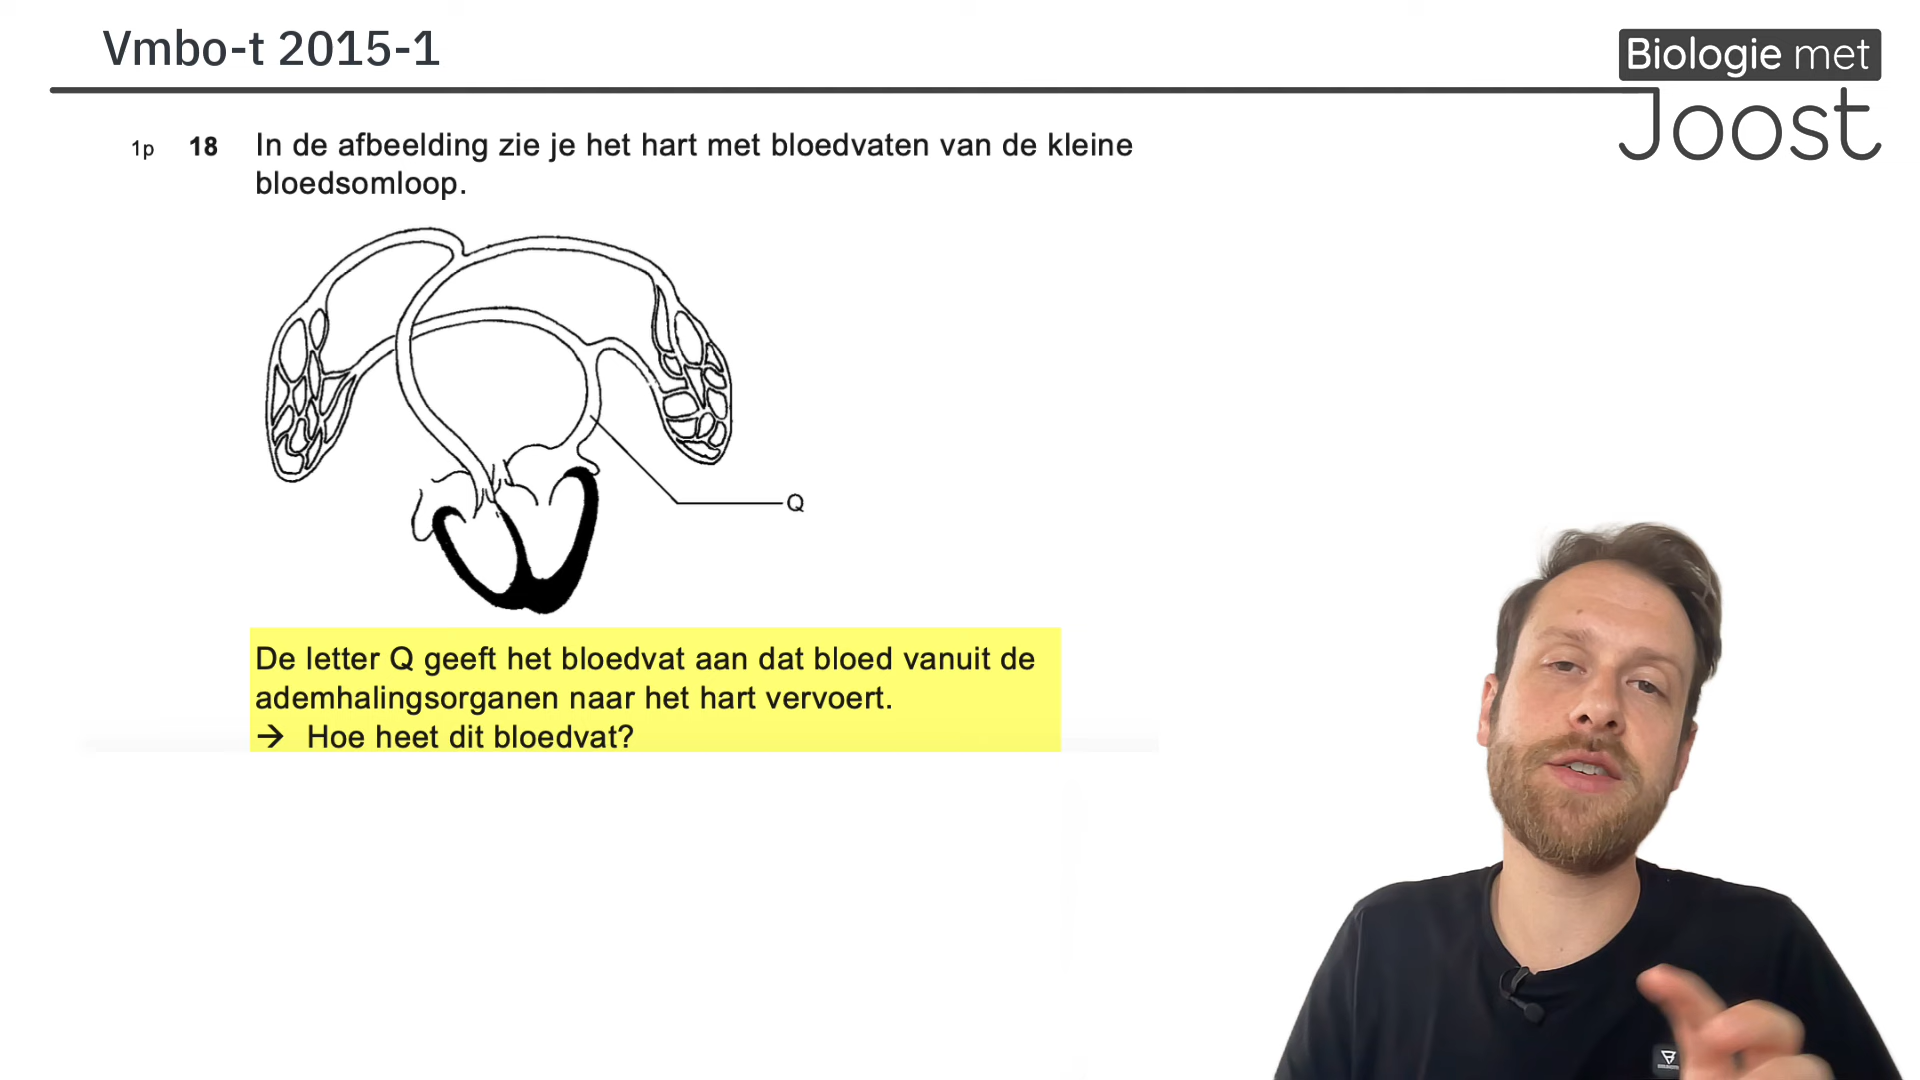 Vmbo-t 2015-1
Biologie met
Joost
1p 18 In de afbeelding zie je het hart met bloedvaten van de kleine
bloedsomloop.
Q
De letter Q geeft het bloedvat aan dat bloed vanuit de
ademhalingsorganen naar het hart vervoert.
→ Hoe heet dit bloedvat?